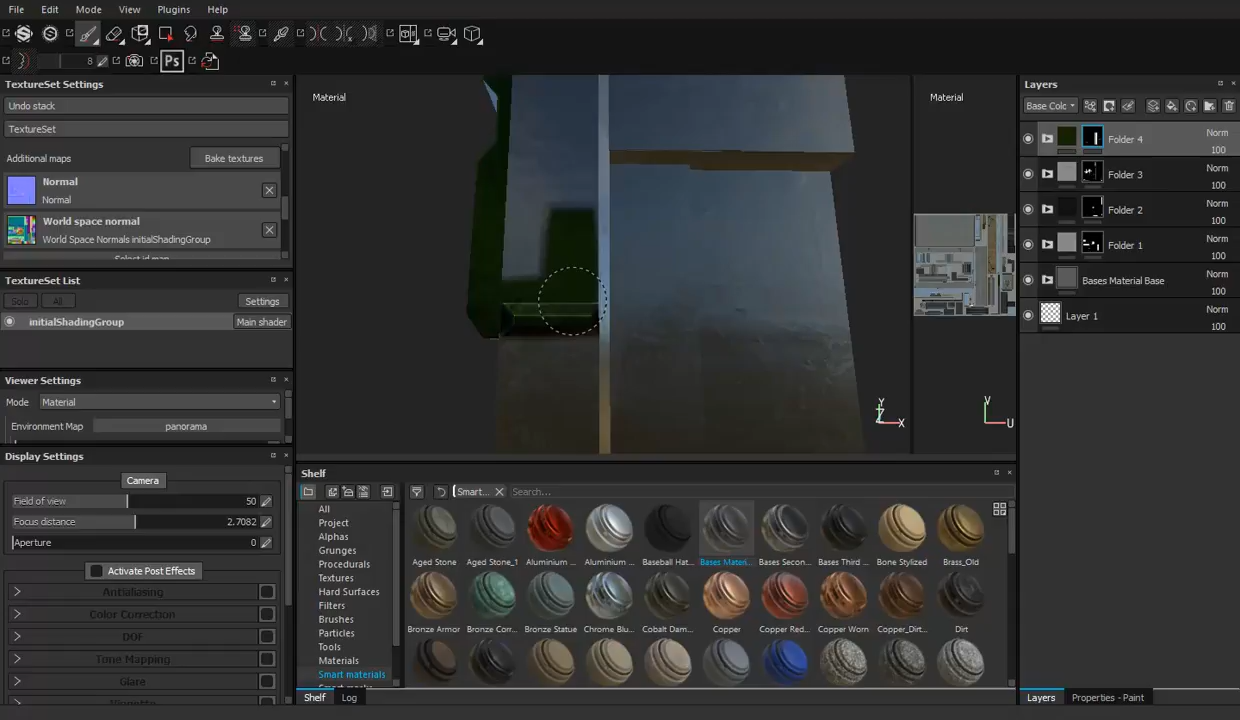 File Edit Mode Plugins Help
8 Ps
TextureSet Settings
Undo stack
TextureSet
Additional maps Bake textures
Normal
Normal
World space normal
World Space Normals initialShadingGroup
Select id map
TextureSet List
Solo All Settings
initialShadingGroup Main shader
Viewer Settings
Mode Material
Environment Map panorama
Display Settings
Camera
Field of view 50
Focus distance 2.7082
Aperture 0
Activate Post Effects
Antialiasing
Color Correction
DOF
Tone Mapping
Glare
Vignette
Material
Y
Z
X
Material
V
U
Shelf
Smart... Search...
All
Project
Alphas
Grunges
Procedurals
Textures
Hard Surfaces
Filters
Brushes
Particles
Tools
Materials
Smart materials
Smart masks
Aged Stone Aged Stone_1 Aluminium ... Aluminium ... Baseball Hat... Bases Materi... Bases Secon... Bases Third ... Bone Stylized Brass_Old
Bronze Armor Bronze Corr... Bronze Statue Chrome Blu... Cobalt Dam... Copper Copper Red... Copper Worn Copper_Dirt... Dirt
Shelf Log
Layers
Base Colc
Folder 4 Norm
100
Folder 3 Norm
100
Folder 2 Norm
100
Folder 1 Norm
100
Bases Material Base Norm
100
Layer 1 Norm
100
Layers Properties - Paint